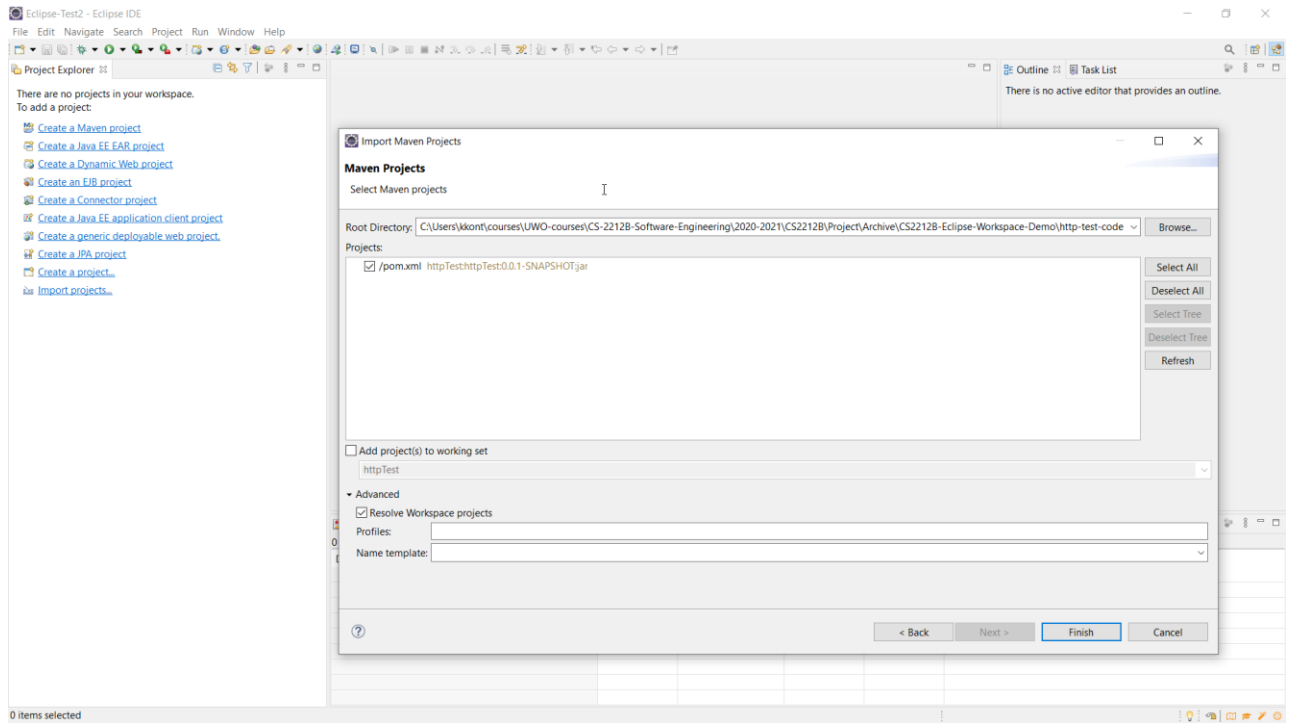 Eclipse-Test2 - Eclipse IDE
File Edit Navigate Search Project Run Window Help
Project Explorer
Outline Task List
There are no projects in your workspace.
To add a project:
Create a Maven project
Create a Java EE EAR project
Create a Dynamic Web project
Create an EJB project
Create a Connector project
Create a Java EE application client project
Create a generic deployable web project.
Create a JPA project
Create a project...
Import projects...
There is no active editor that provides an outline.
Import Maven Projects
Maven Projects
Select Maven projects
Root Directory: C:\Users\kkont\courses\UWO-courses\CS-2212B-Software-Engineering\2020-2021\CS2212B\Project\Archive\CS2212B-Eclipse-Workspace-Demo\http-test-code Browse...
Projects:
/pom.xml httpTest:httpTest:0.0.1-SNAPSHOT:jar
Select All
Deselect All
Select Tree
Deselect Tree
Refresh
Add project(s) to working set
httpTest
Advanced
Resolve Workspace projects
Profiles:
Name template:
0
< Back Next > Finish Cancel
0 items selected